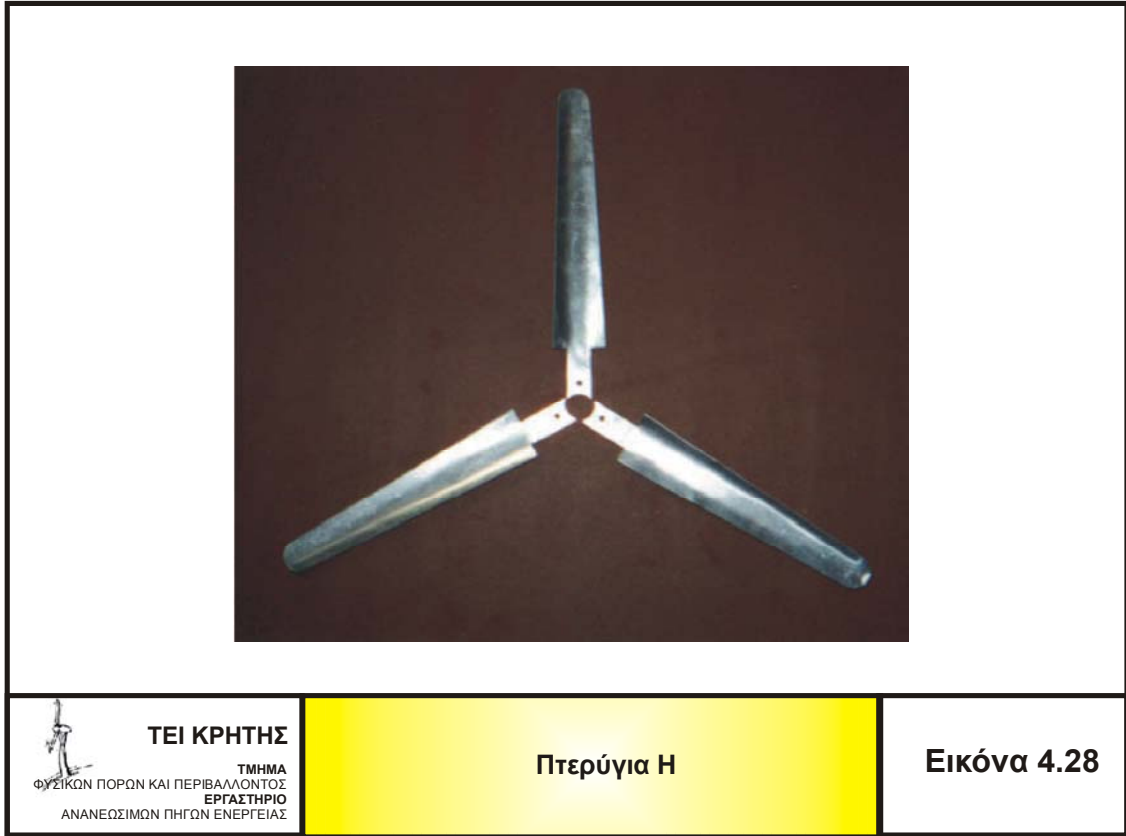 ΤΕΙ ΚΡΗΤΗΣ
ΤΜΗΜΑ
ΦΥΣΙΚΩΝ ΠΟΡΩΝ ΚΑΙ ΠΕΡΙΒΑΛΛΟΝΤΟΣ
ΕΡΓΑΣΤΗΡΙΟ
ΑΝΑΝΕΩΣΙΜΩΝ ΠΗΓΩΝ ΕΝΕΡΓΕΙΑΣ
Πτερύγια Η
Εικόνα 4.28